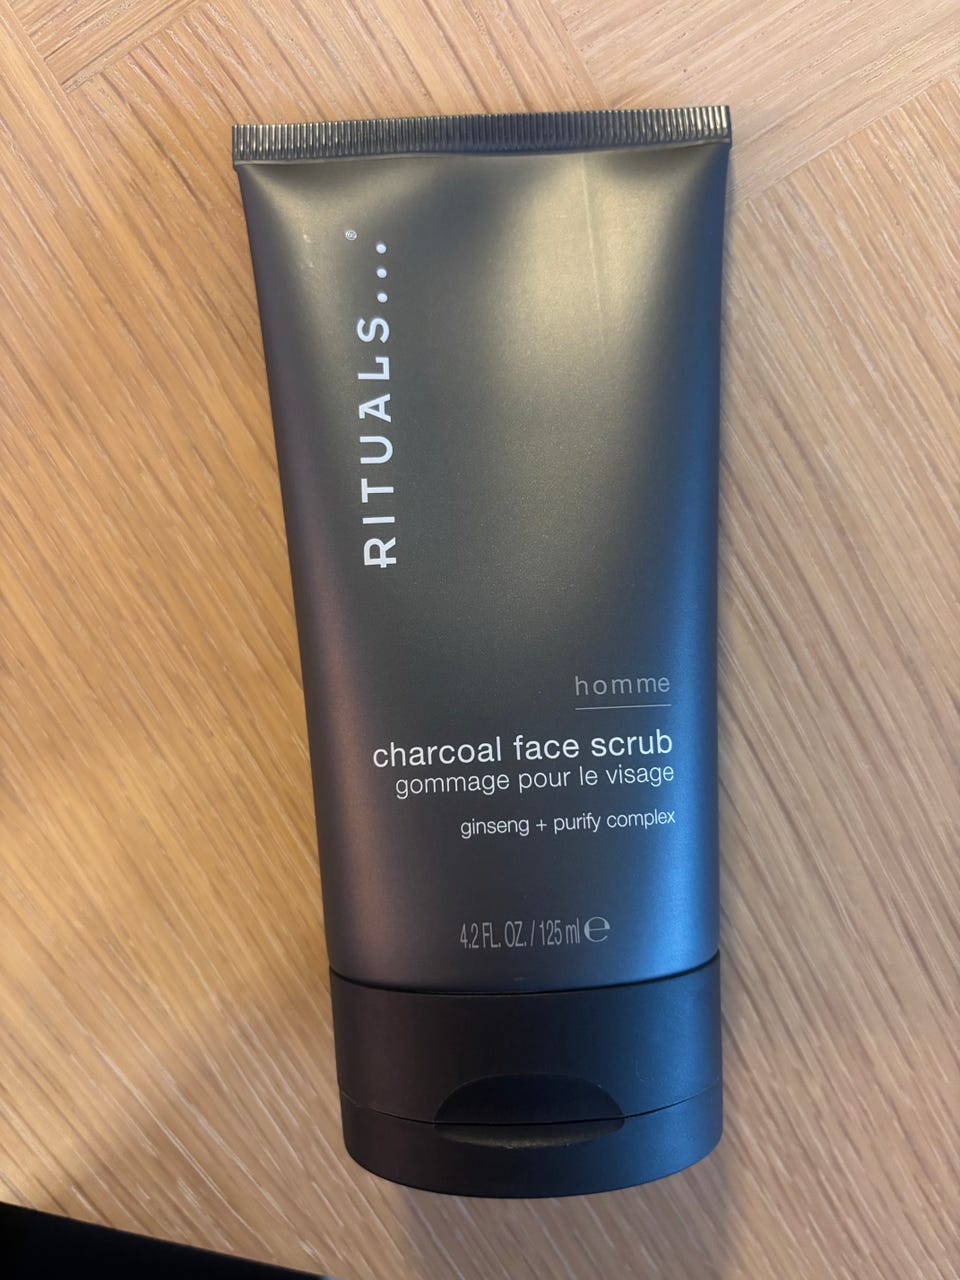 RITUALS...®
homme
charcoal face scrub
gommage pour le visage
ginseng + purify complex
4.2 FL. OZ. / 125 ml ℮